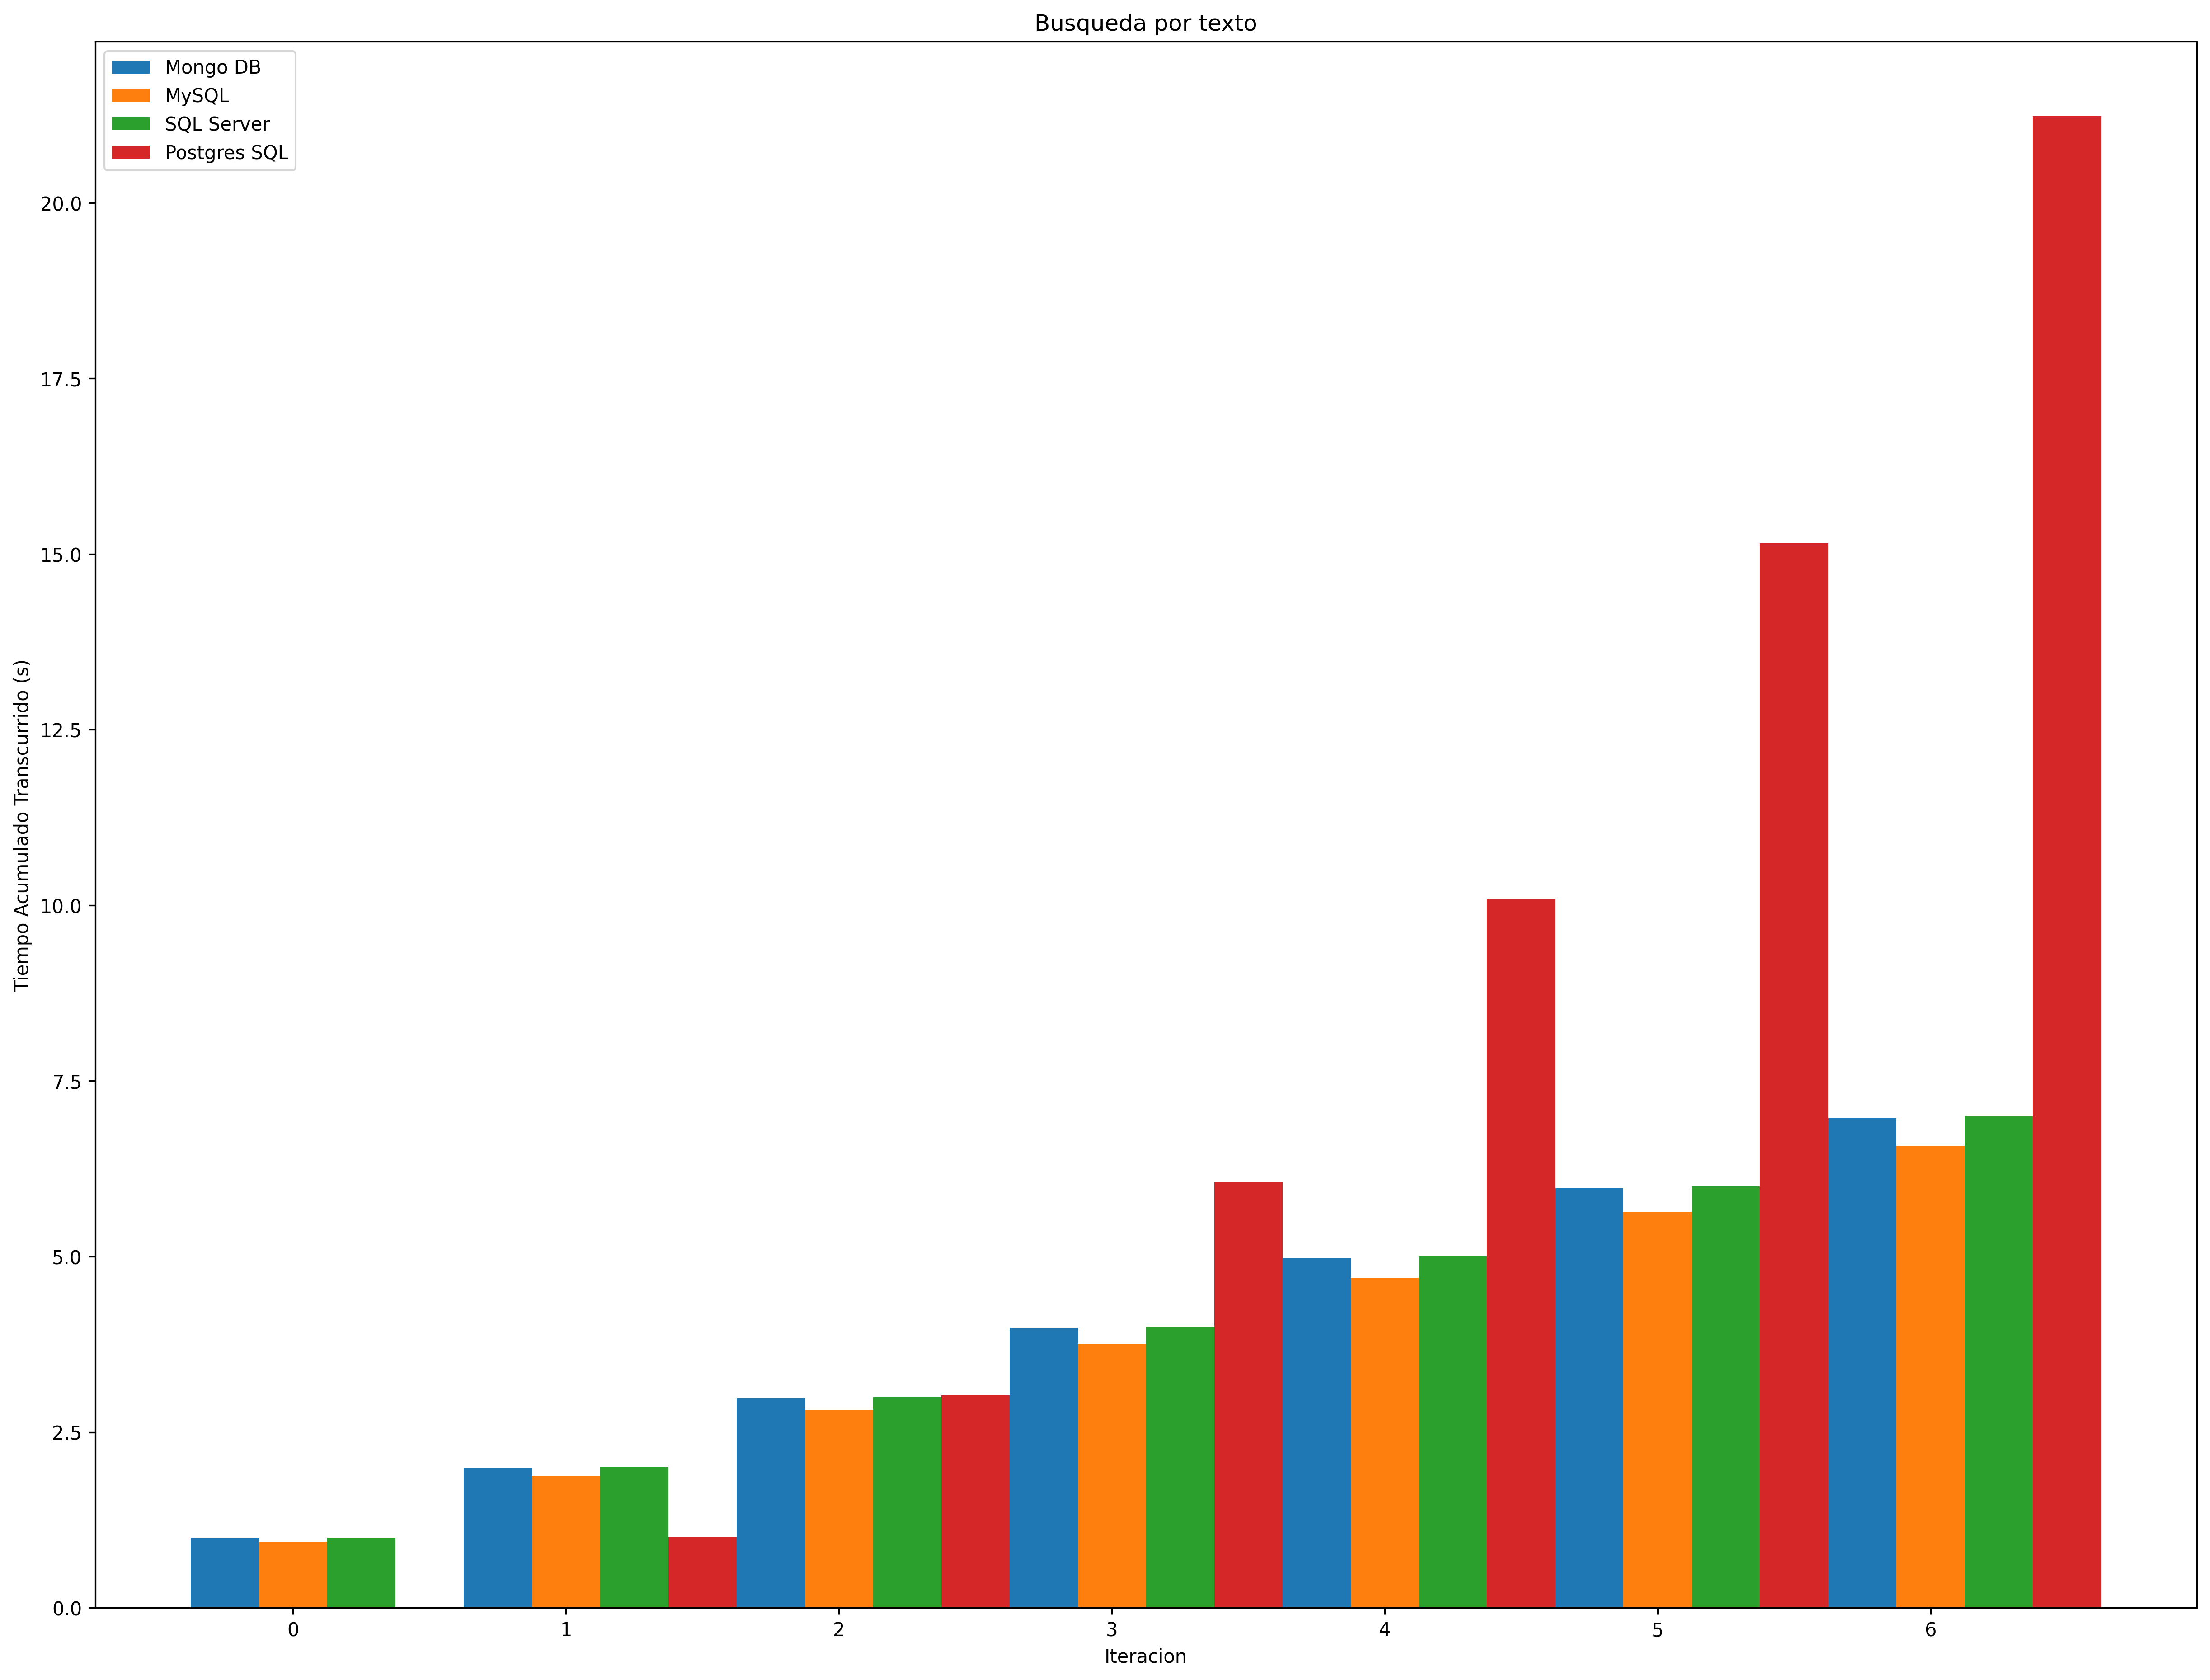 Busqueda por texto
Mongo DB
MySQL
SQL Server
Postgres SQL
20.0
17.5
15.0
12.5
10.0
7.5
5.0
2.5
0.0
Tiempo Acumulado Transcurrido (s)
0 1 2 3 4 5 6
Iteracion